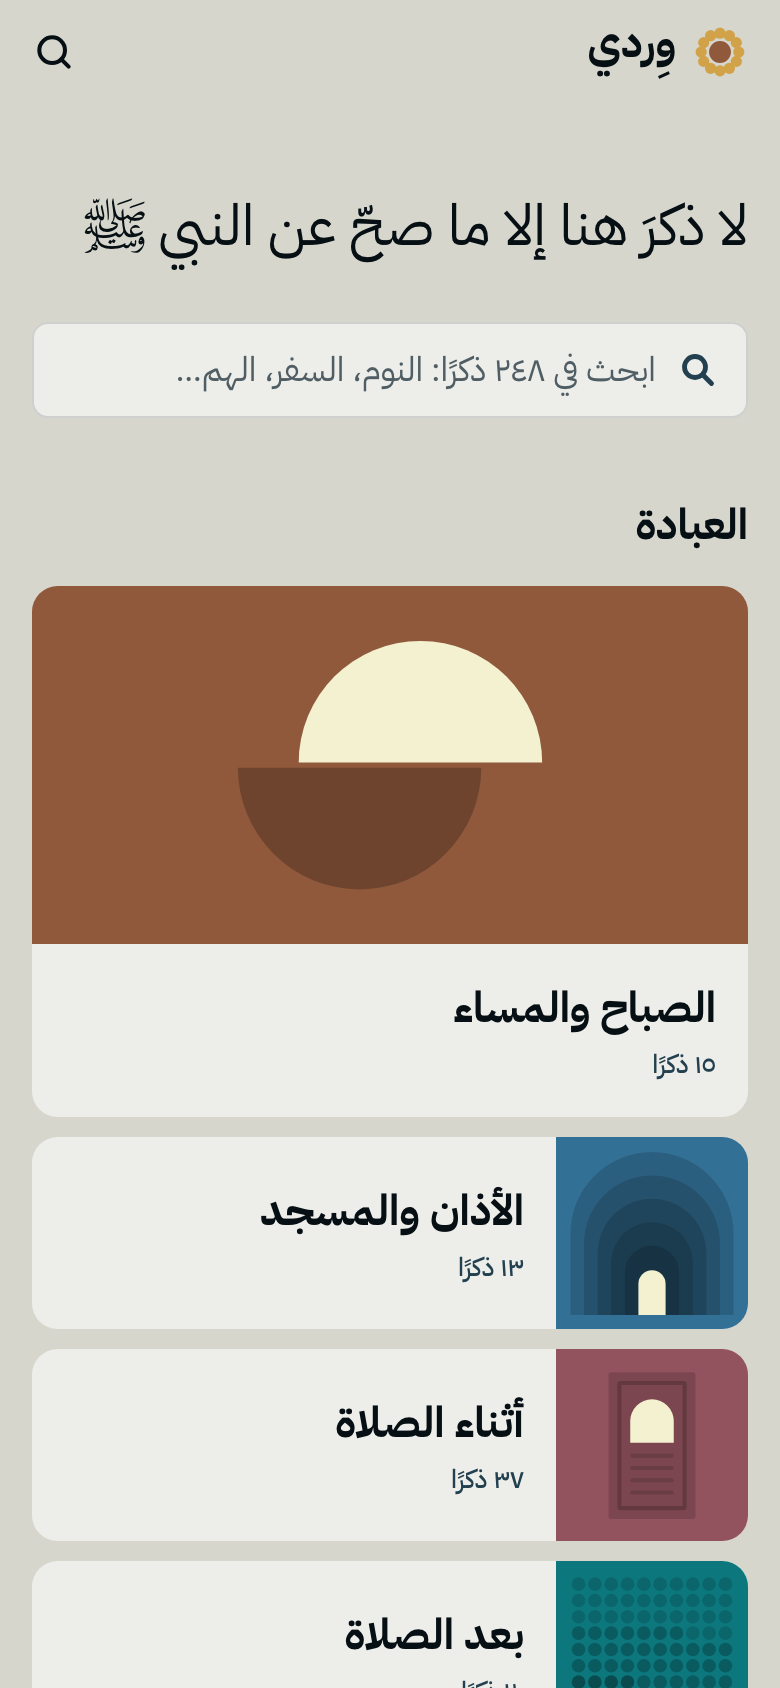 وِردي
لا ذكرَ هنا إلا ما صحّ عن النبي ﷺ
ابحث في ٢٤٨ ذكرًا: النوم، السفر، الهم...
العبادة
الصباح والمساء
١٥ ذكرًا
الأذان والمسجد
١٣ ذكرًا
أثناء الصلاة
٣٧ ذكرًا
بعد الصلاة